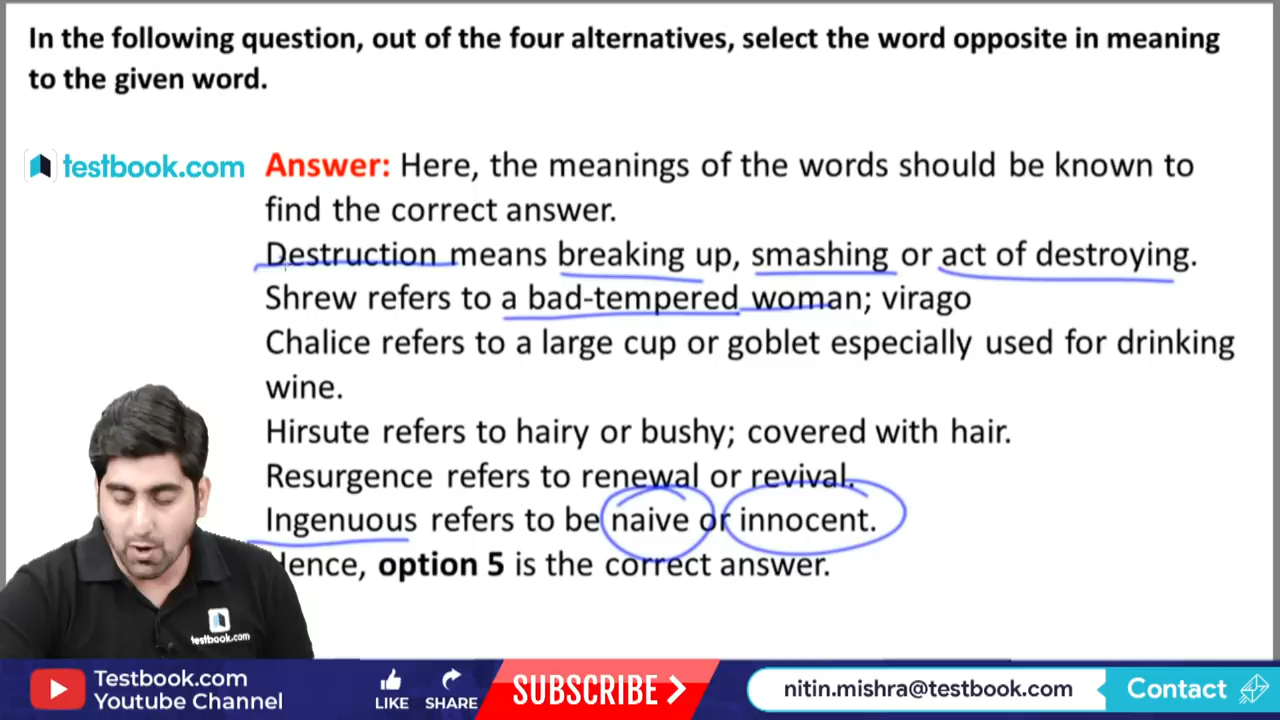 In the following question, out of the four alternatives, select the word opposite in meaning
to the given word.
testbook.com
Answer: Here, the meanings of the words should be known to
find the correct answer.
Destruction means breaking up, smashing or act of destroying.
Shrew refers to a bad-tempered woman; virago
Chalice refers to a large cup or goblet especially used for drinking
wine.
Hirsute refers to hairy or bushy; covered with hair.
Resurgence refers to renewal or revival.
Ingenuous refers to be naive or innocent.
Hence, option 5 is the correct answer.
testbook.com
Testbook.com
Youtube Channel
LIKE
SHARE
SUBSCRIBE
nitin.mishra@testbook.com
Contact